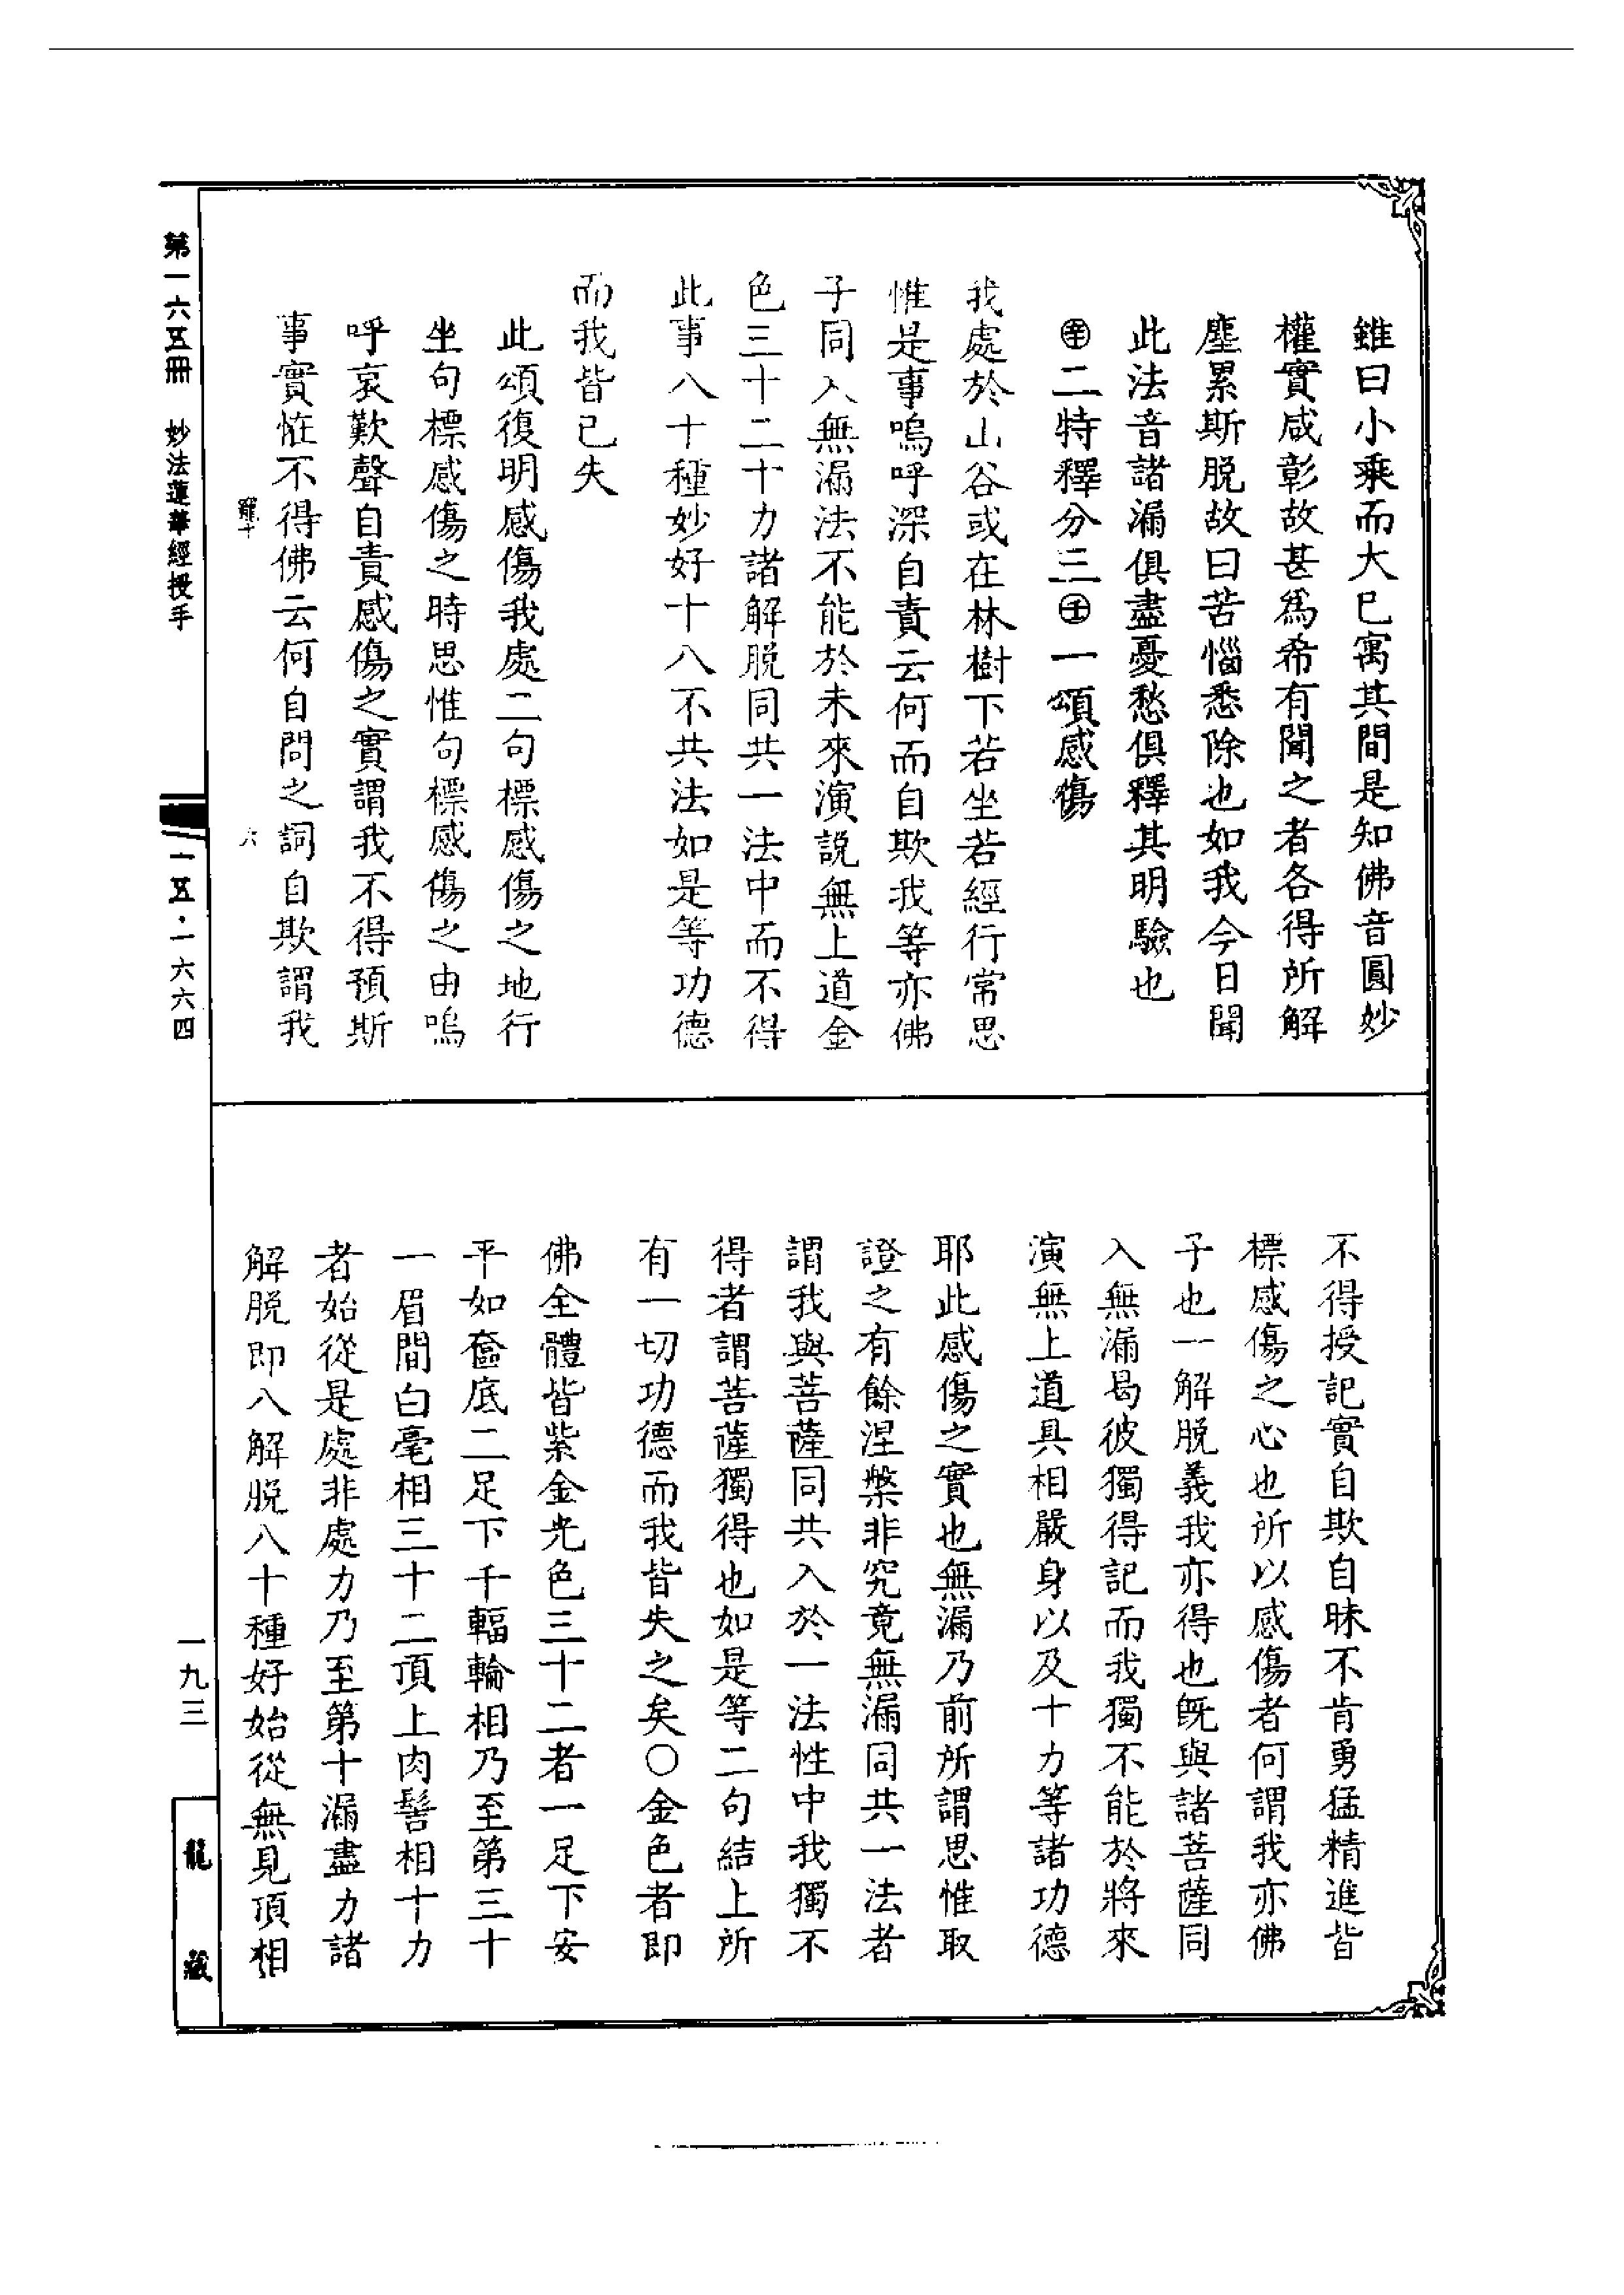 雖曰小乘而大已寓其間是知佛音圓妙
權實咸彰故甚爲希有聞之者各得所解
塵累斯脫故曰苦惱悉除也如我今日聞
此法音諸漏俱盡憂愁俱釋其明驗也
㊛二特釋分三㊛一頌感傷
我處於山谷或在林樹下若坐若經行常思
惟是事嗚呼深自責云何而自欺我等亦佛
子同入無漏法不能於未來演說無上道金
色三十二十力諸解脫同共一法中而不得
此事八十種妙好十八不共法如是等功德
而我皆已失
此頌復明感傷我處二句標感傷之地行
坐句標感傷之時思惟句標感傷之由嗚
呼哀歎聲自責感傷之實謂我不得預斯
事實恠不得佛云何自問之詞自欺謂我
不得授記實自欺自昧不肯勇猛精進皆
標感傷之心也所以感傷者何謂我亦佛
子也一解脫義我亦得也既與諸菩薩同
入無漏曷彼獨得記而我獨不能於將來
演無上道具相嚴身以及十力等諸功德
耶此感傷之實也無漏乃前所謂思惟取
證之有餘涅槃非究竟無漏同共一法者
謂我與菩薩同共入於一法性中我獨不
得者謂菩薩獨得也如是等二句結上所
有一切功德而我皆失之矣○金色者即
佛全體皆紫金光色三十二者一足下安
平如奩底二足下千輻輪相乃至第三十
一眉間白毫相三十二頂上肉髻相十力
者始從是處非處力乃至第十漏盡力諸
解脫即八解脫八十種好始從無見頂相
第一六五冊　妙法蓮華經授手
六
一五·一六六四
一九三
龍藏